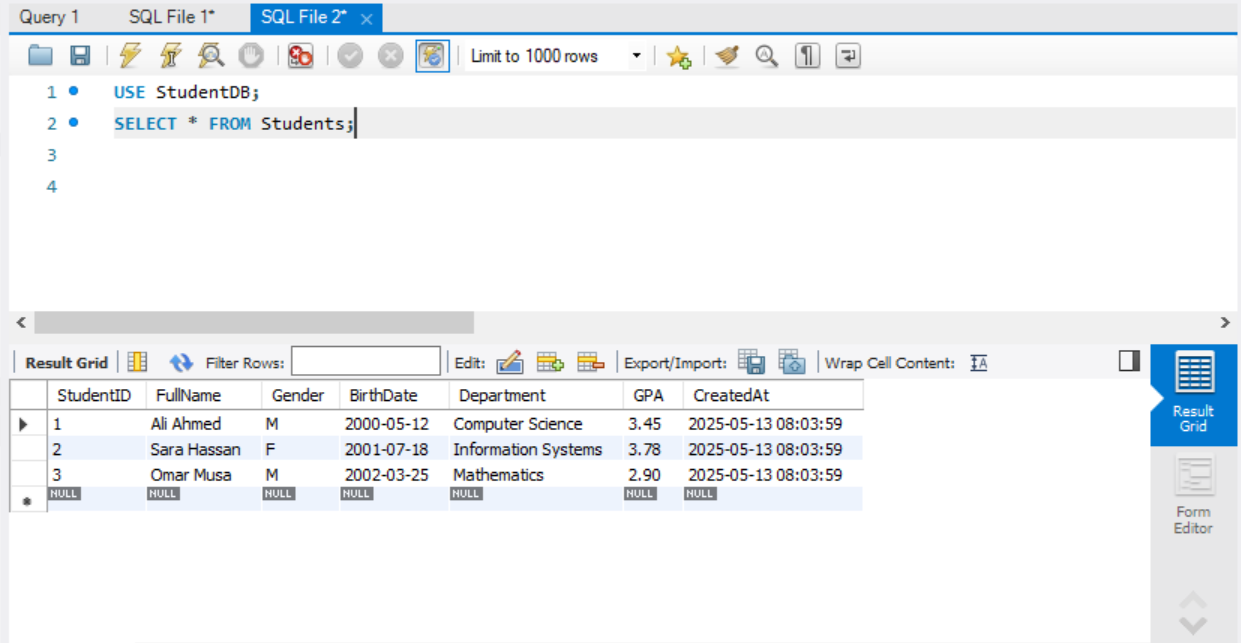 Query 1 SQL File 1* SQL File 2*
Limit to 1000 rows
1 USE StudentDB;
2 SELECT * FROM Students;
3
4
Result Grid Filter Rows: Edit: Export/Import: Wrap Cell Content:
StudentID FullName Gender BirthDate Department GPA CreatedAt
1 Ali Ahmed M 2000-05-12 Computer Science 3.45 2025-05-13 08:03:59
2 Sara Hassan F 2001-07-18 Information Systems 3.78 2025-05-13 08:03:59
3 Omar Musa M 2002-03-25 Mathematics 2.90 2025-05-13 08:03:59
NULL NULL NULL NULL NULL NULL NULL
Result
Grid
Form
Editor